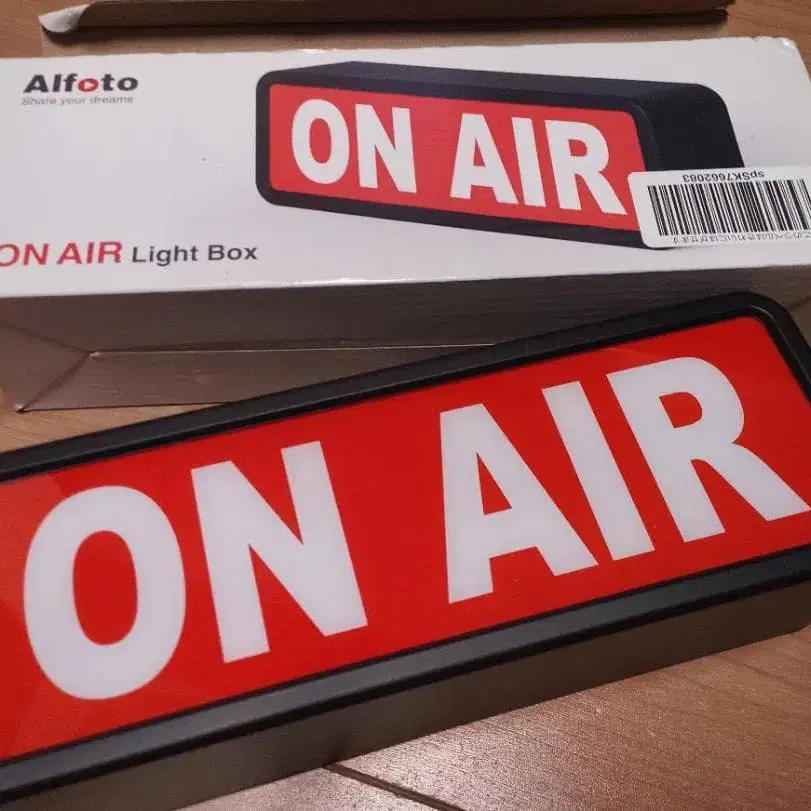 Alfoto
Share your dreams
ON AIR
spSK7662083
ON AIR Light Box
ON AIR